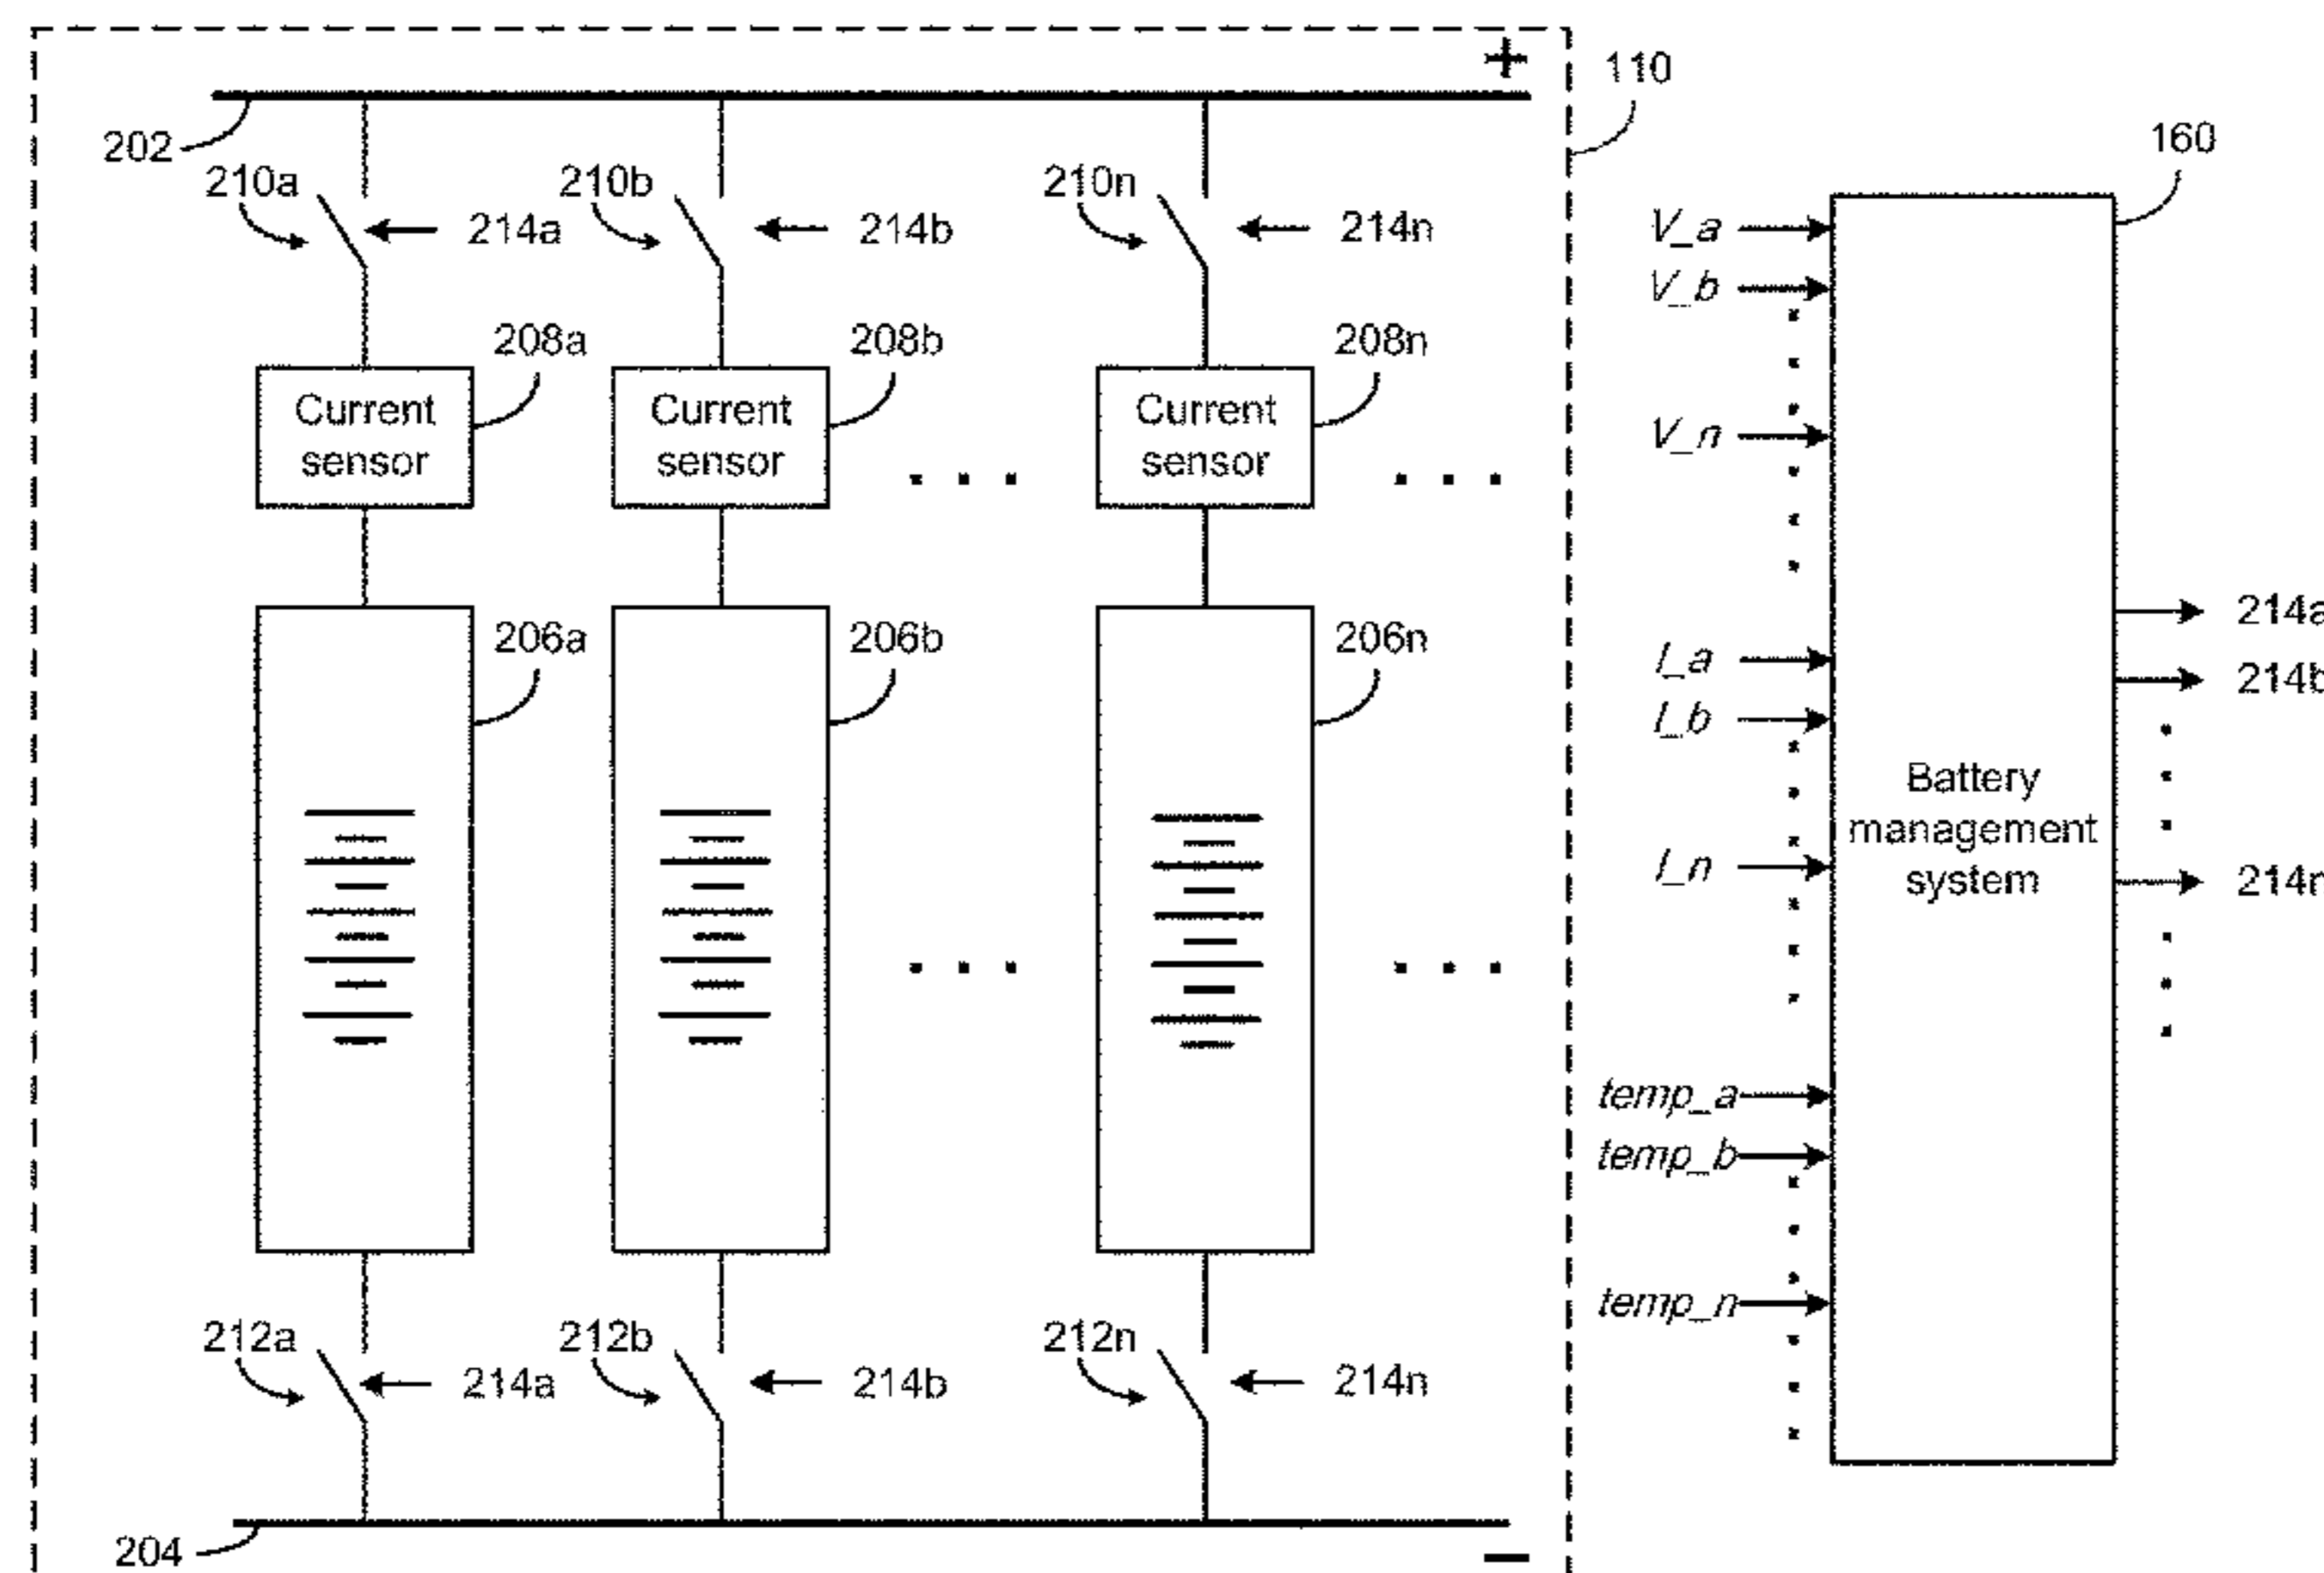 +
110
202
160
210a
210b
210n
214a
214b
214n
V_a
V_b
V_n
208a
208b
208n
Current
sensor
Current
sensor
Current
sensor
206a
206b
206n
I_a
I_b
I_n
214a
214b
214n
Battery
management
system
temp_a
temp_b
temp_n
212a
212b
212n
214a
214b
214n
204
−